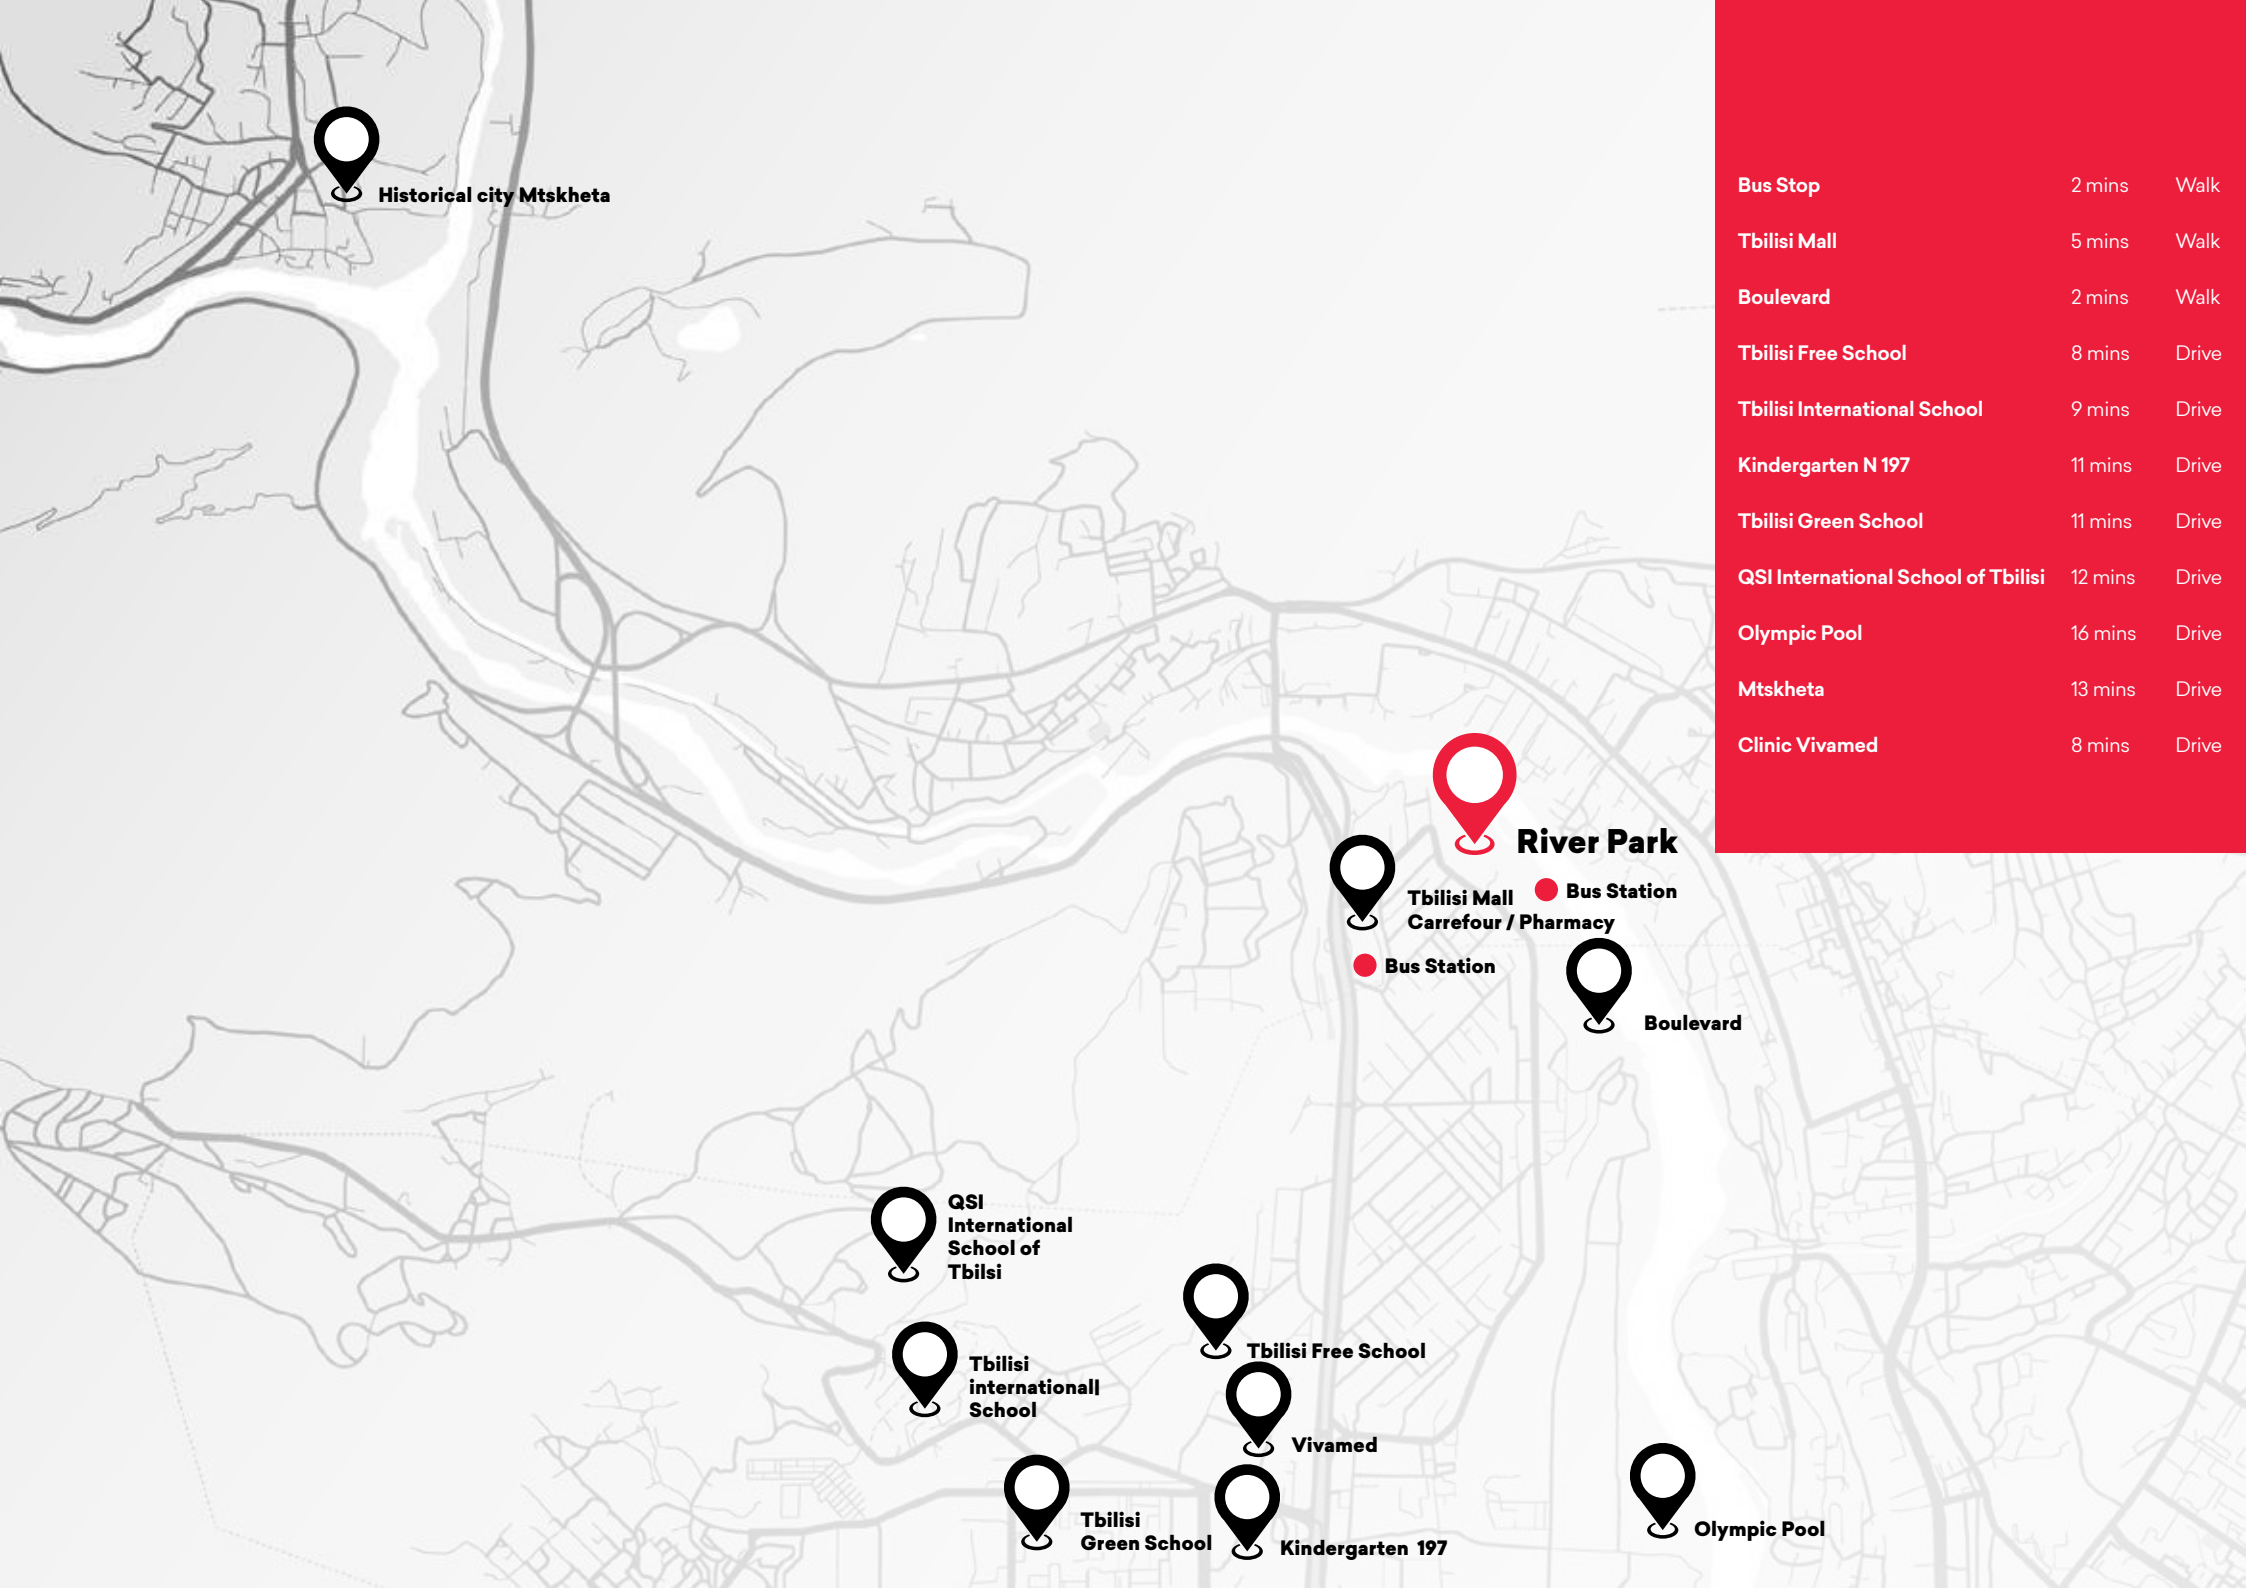 Historical city Mtskheta
Bus Stop 2 mins Walk
Tbilisi Mall 5 mins Walk
Boulevard 2 mins Walk
Tbilisi Free School 8 mins Drive
Tbilisi International School 9 mins Drive
Kindergarten N 197 11 mins Drive
Tbilisi Green School 11 mins Drive
QSI International School of Tbilisi 12 mins Drive
Olympic Pool 16 mins Drive
Mtskheta 13 mins Drive
Clinic Vivamed 8 mins Drive
River Park
Tbilisi Mall
Carrefour / Pharmacy
Bus Station
Bus Station
Boulevard
QSI
International
School of
Tbilsi
Tbilisi
international|
School
Tbilisi Free School
Vivamed
Tbilisi
Green School
Kindergarten 197
Olympic Pool